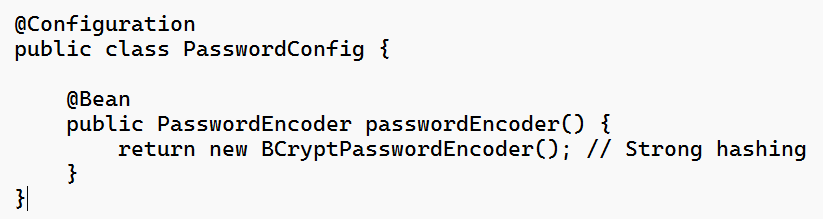 @Configuration
public class PasswordConfig {
@Bean
public PasswordEncoder passwordEncoder() {
return new BCryptPasswordEncoder(); // Strong hashing
}
}